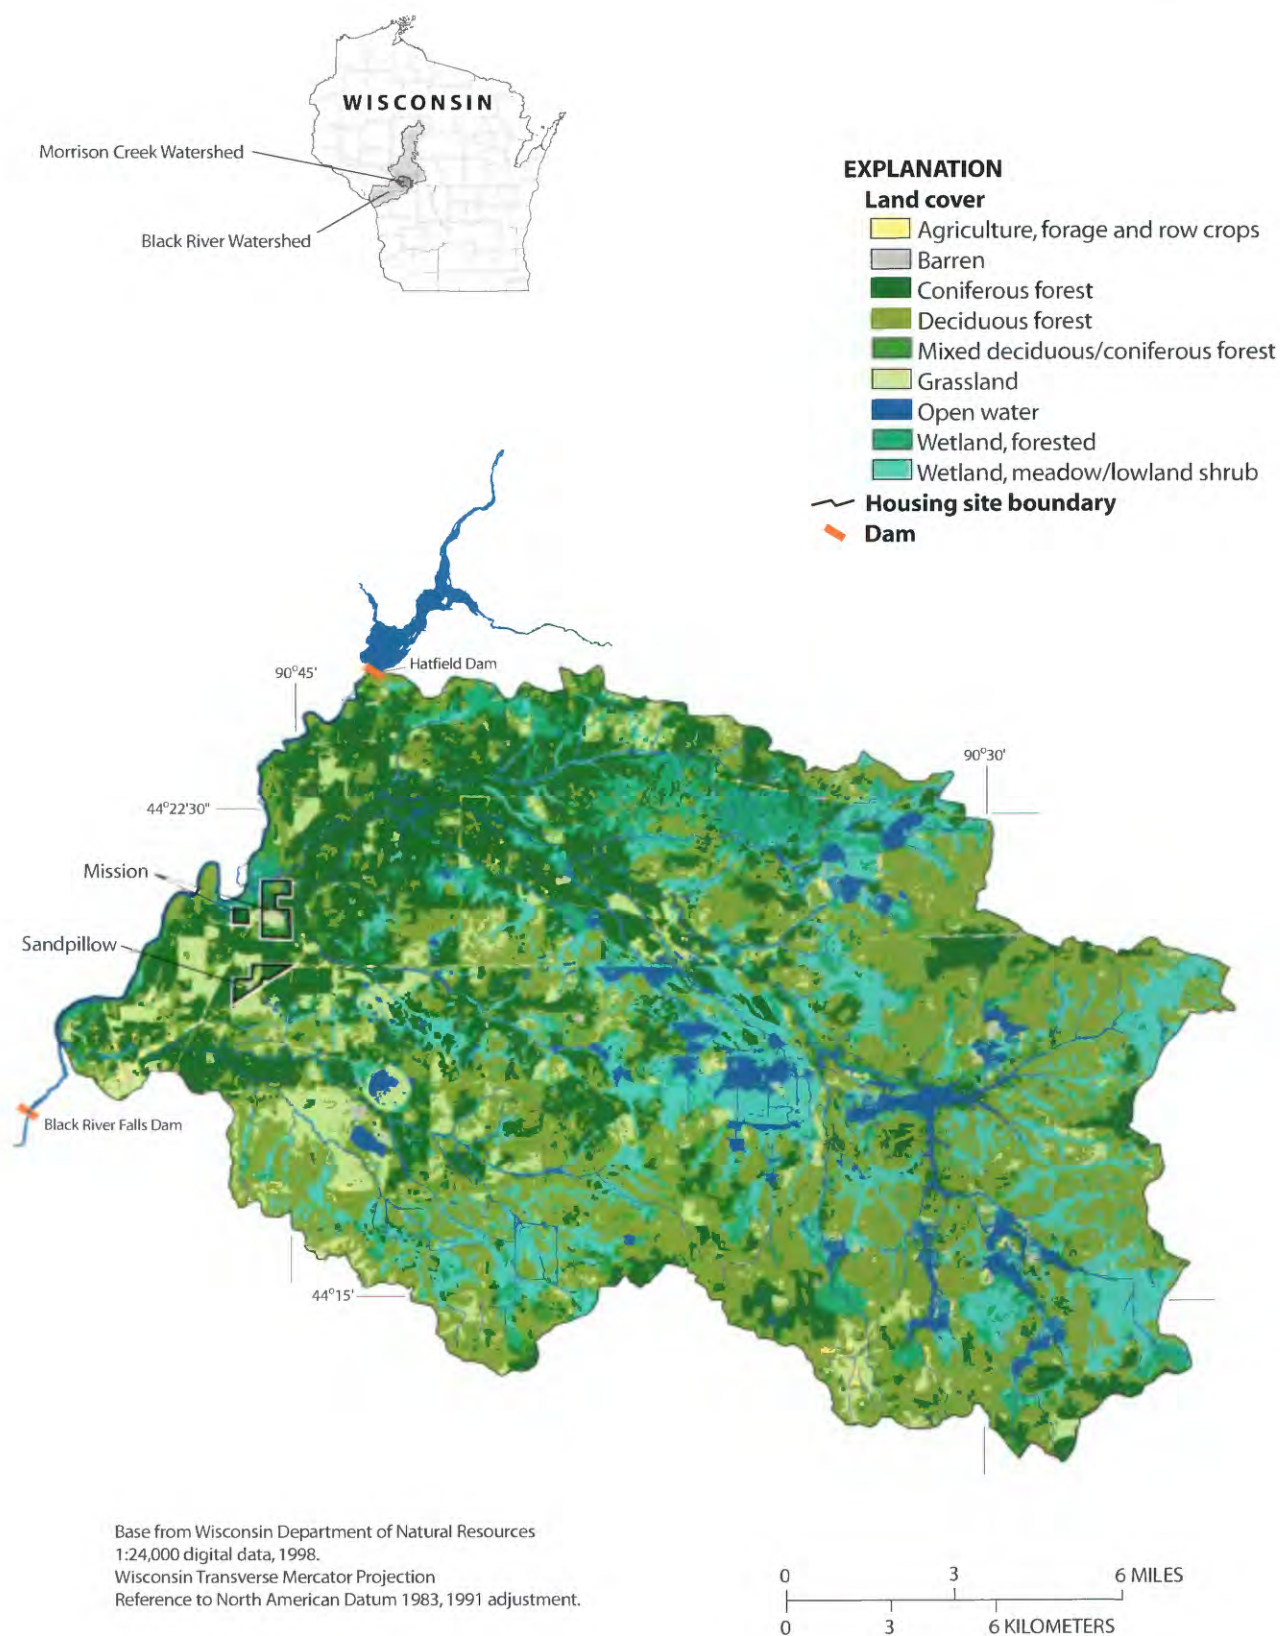 WISCONSIN
Morrison Creek Watershed
Black River Watershed
EXPLANATION
Land cover
Agriculture, forage and row crops
Barren
Coniferous forest
Deciduous forest
Mixed deciduous/coniferous forest
Grassland
Open water
Wetland, forested
Wetland, meadow/lowland shrub
Housing site boundary
Dam
Hatfield Dam
90°45'
90°30'
44°22'30"
Mission
Sandpillow
Black River Falls Dam
44°15'
Base from Wisconsin Department of Natural Resources
1:24,000 digital data, 1998.
Wisconsin Transverse Mercator Projection
Reference to North American Datum 1983, 1991 adjustment.
0 3 6 MILES
0 3 6 KILOMETERS